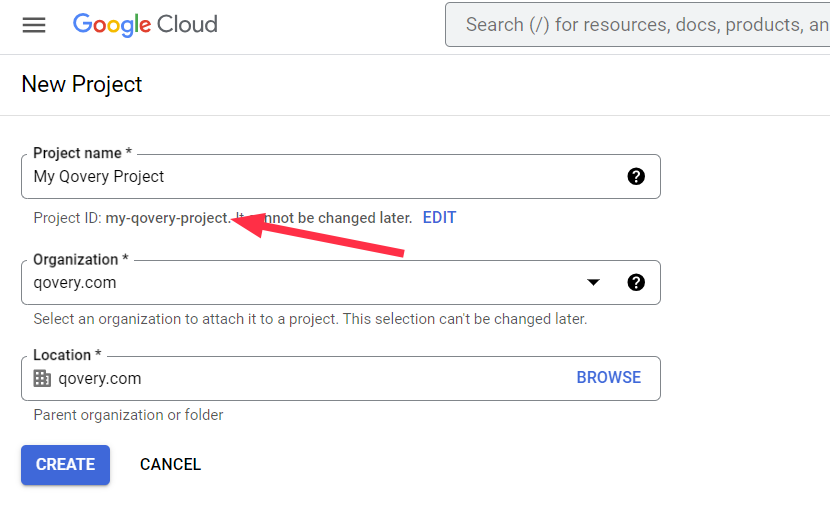 Google Cloud
Search (/) for resources, docs, products, an
New Project
Project name *
My Qovery Project
Project ID: my-qovery-project. It cannot be changed later. EDIT
Organization *
qovery.com
Select an organization to attach it to a project. This selection can't be changed later.
Location *
qovery.com BROWSE
Parent organization or folder
CREATE CANCEL